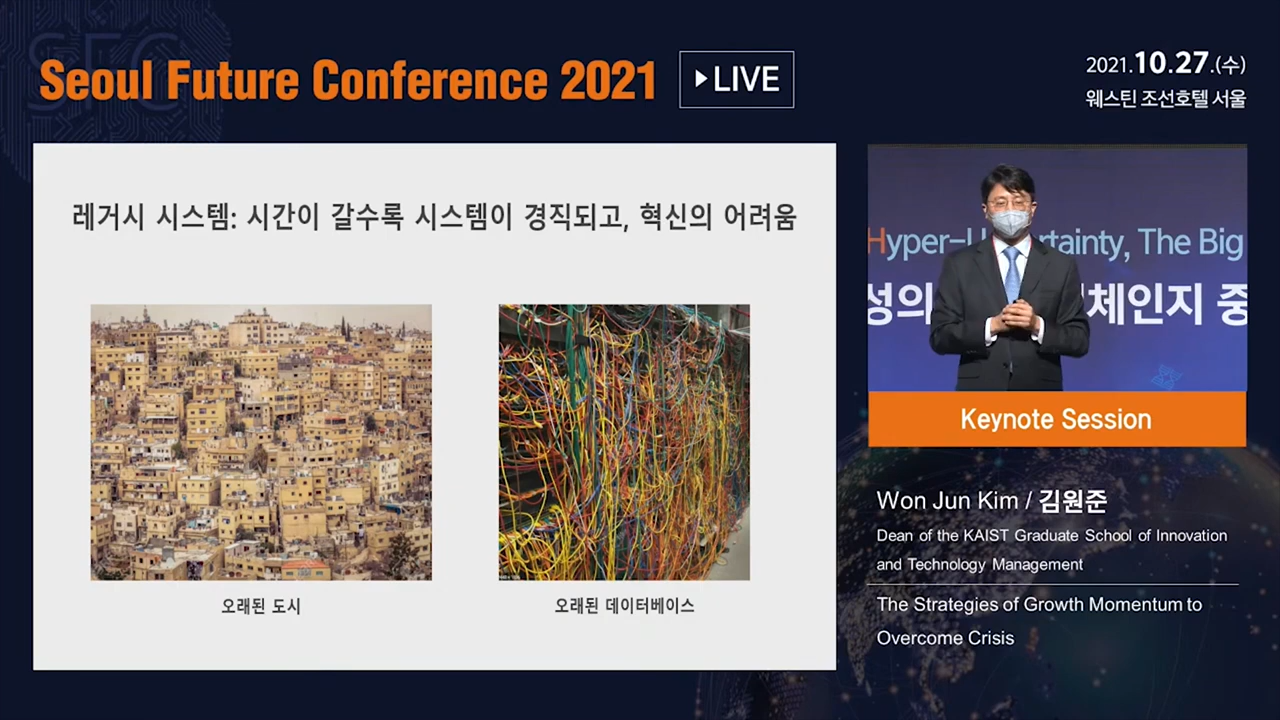 Seoul Future Conference 2021
LIVE
2021.10.27.(수)
웨스틴 조선호텔 서울
레거시 시스템: 시간이 갈수록 시스템이 경직되고, 혁신의 어려움
오래된 도시
오래된 데이터베이스
Hyper-U rtainty, The Big
성의 체인지 중
Keynote Session
Won Jun Kim / 김원준
Dean of the KAIST Graduate School of Innovation
and Technology Management
The Strategies of Growth Momentum to
Overcome Crisis
SFC